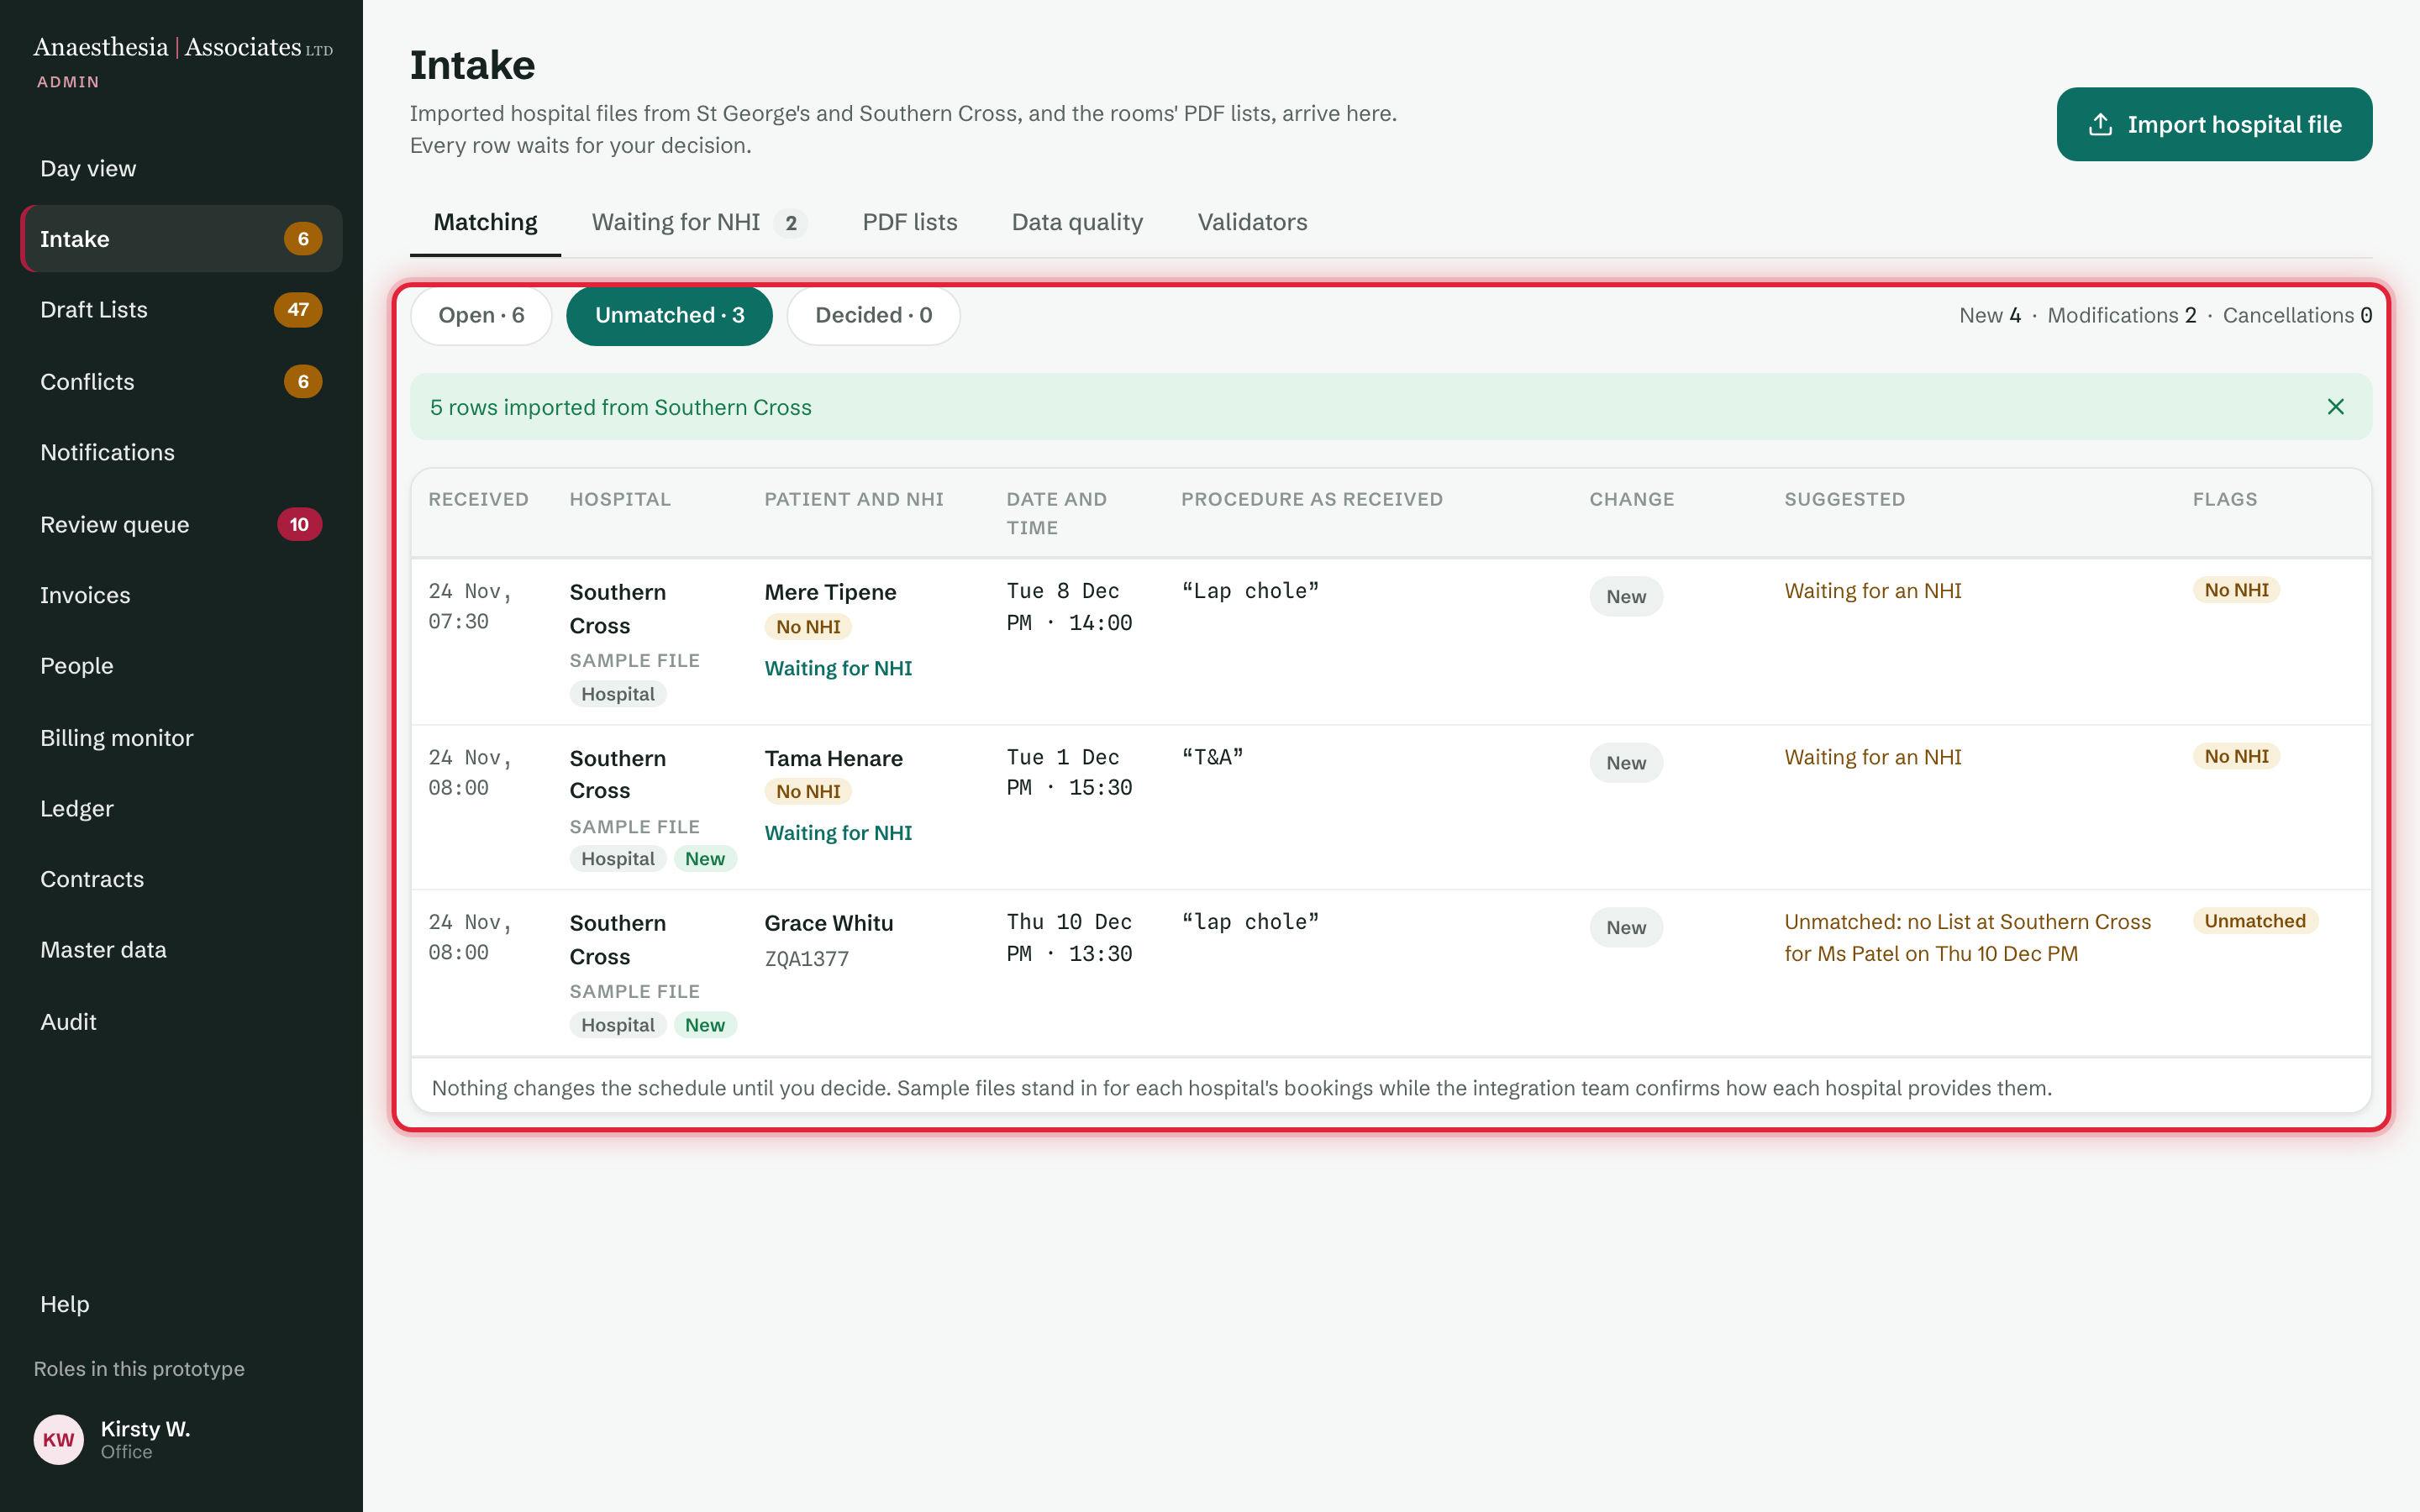 Anaesthesia | Associates LTD
ADMIN
Day view
Intake 6
Draft Lists 47
Conflicts 6
Notifications
Review queue 10
Invoices
People
Billing monitor
Ledger
Contracts
Master data
Audit
Help
Roles in this prototype
KW
Kirsty W.
Office
Intake
Imported hospital files from St George's and Southern Cross, and the rooms' PDF lists, arrive here.
Every row waits for your decision.
Import hospital file
Matching Waiting for NHI 2 PDF lists Data quality Validators
Open · 6 Unmatched · 3 Decided · 0 New 4 · Modifications 2 · Cancellations 0
5 rows imported from Southern Cross
RECEIVED HOSPITAL PATIENT AND NHI DATE AND TIME PROCEDURE AS RECEIVED CHANGE SUGGESTED FLAGS
24 Nov,
07:30
Southern
Cross
SAMPLE FILE
Hospital
Mere Tipene
No NHI
Waiting for NHI
Tue 8 Dec
PM · 14:00
“Lap chole”
New
Waiting for an NHI
No NHI
24 Nov,
08:00
Southern
Cross
SAMPLE FILE
Hospital New
Tama Henare
No NHI
Waiting for NHI
Tue 1 Dec
PM · 15:30
“T&A”
New
Waiting for an NHI
No NHI
24 Nov,
08:00
Southern
Cross
SAMPLE FILE
Hospital New
Grace Whitu
ZQA1377
Thu 10 Dec
PM · 13:30
“lap chole”
New
Unmatched: no List at Southern Cross
for Ms Patel on Thu 10 Dec PM
Unmatched
Nothing changes the schedule until you decide. Sample files stand in for each hospital's bookings while the integration team confirms how each hospital provides them.